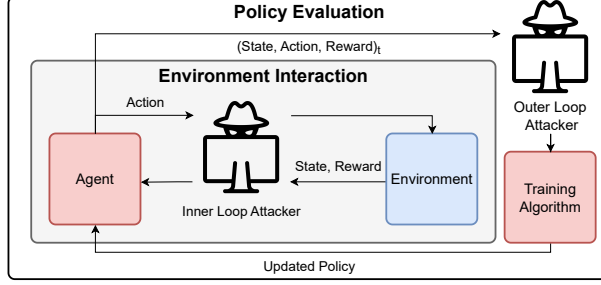 Policy Evaluation
(State, Action, Reward)t
Environment Interaction
Action
Outer Loop
Attacker
Agent
State, Reward
Environment
Inner Loop Attacker
Training
Algorithm
Updated Policy